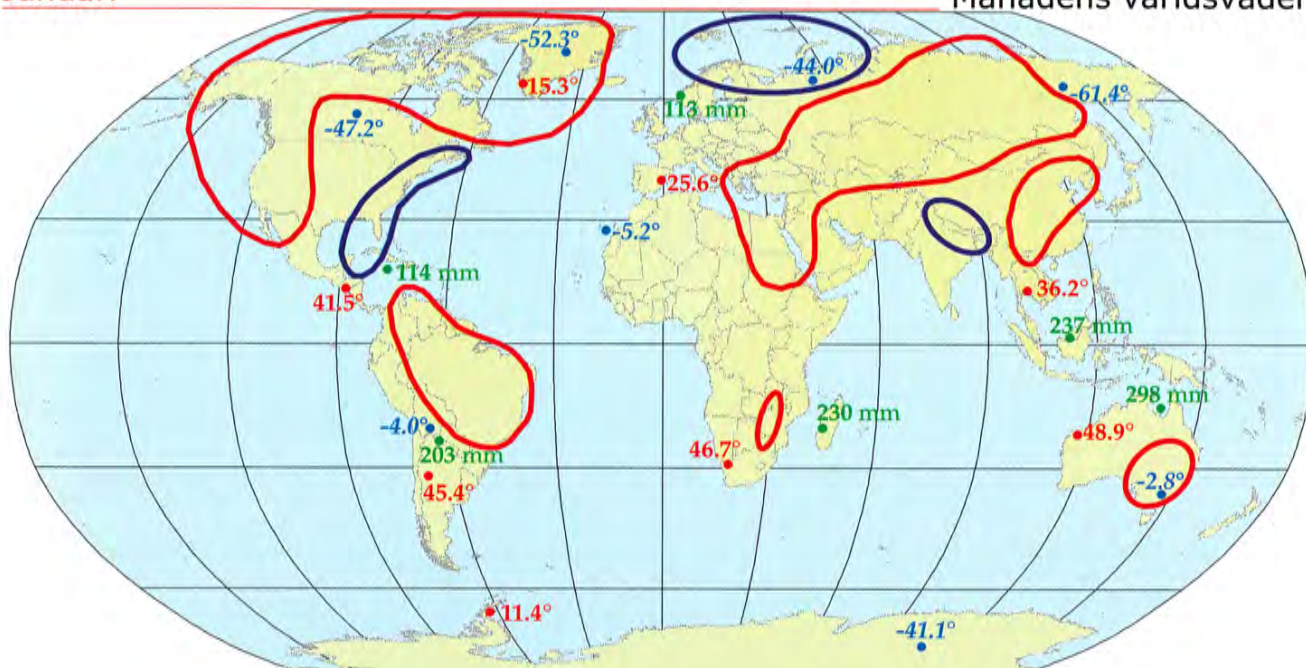 Månadens världsväder
-52.3°
15.3°
-44.0°
-61.4°
-47.2°
113 mm
25.6°
-5.2°
114 mm
41.5°
36.2°
237 mm
298 mm
-4.0°
230 mm
48.9°
203 mm
46.7°
45.4°
-2.8°
11.4°
-41.1°